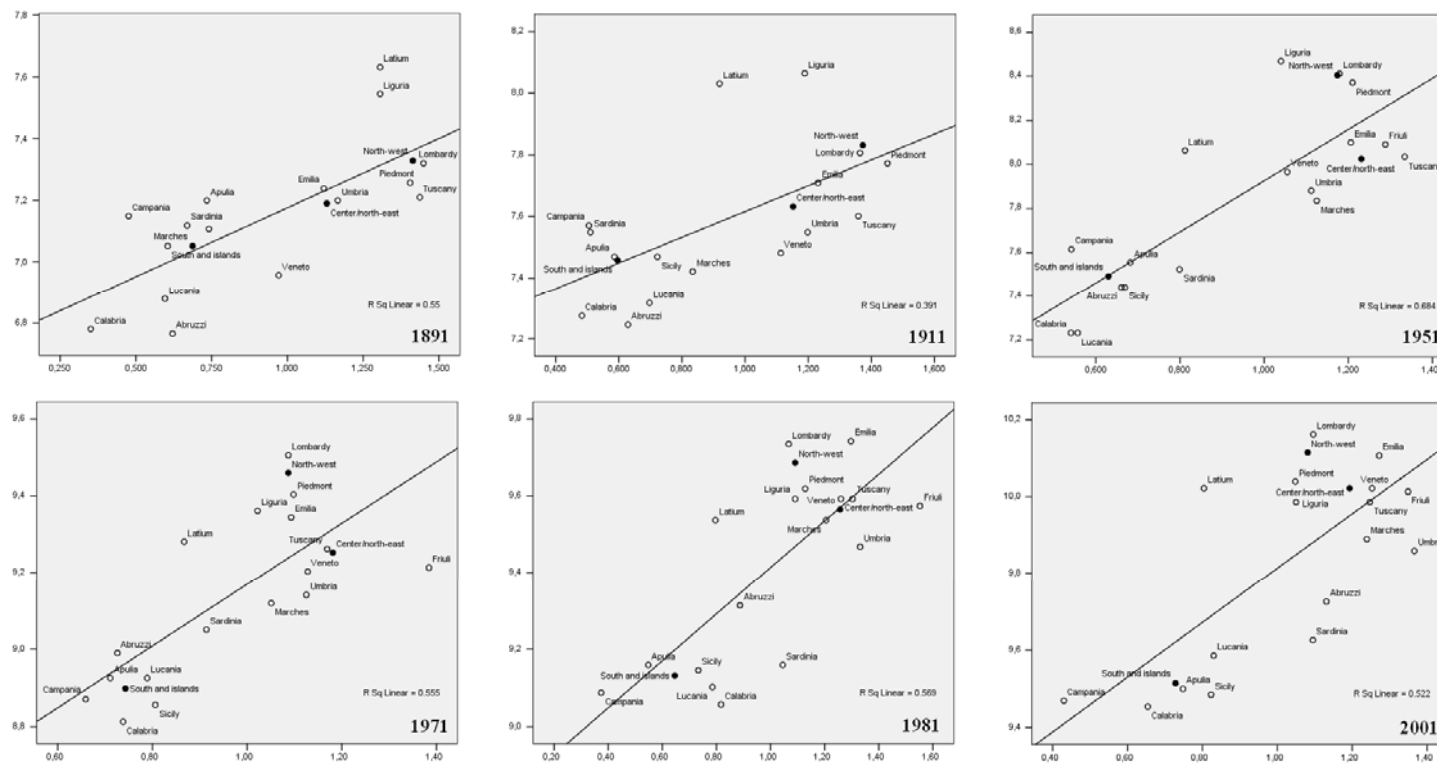 7,8
7,6
7,4
7,2
7,0
6,8
Latium
Liguria
North-west
Lombardy
Piedmont
Tuscany
Emilia
Umbria
Center/north-east
Apulia
Campania
Sardinia
Marches
South and islands
Veneto
Lucania
Calabria
Abruzzi
R Sq Linear = 0.55
1891
0,250 0,500 0,750 1,000 1,250 1,500
8,2
8,0
7,8
7,6
7,4
7,2
Liguria
Latium
North-west
Lombardy
Piedmont
Emilia
Center/north-east
Campania
Sardinia
Umbria
Tuscany
Apulia
South and islands
Sicily
Marches
Veneto
Lucania
Calabria
Abruzzi
R Sq Linear = 0.391
1911
0,400 0,600 0,800 1,000 1,200 1,400 1,600
8,6
8,4
8,2
8,0
7,8
7,6
7,4
7,2
Liguria
North-west
Lombardy
Piedmont
Latium
Emilia
Friuli
Veneto
Center/north-east
Tuscan
Umbria
Marches
Campania
South and islands
Apulia
Sardinia
Abruzzi
Sicily
Calabria
Lucania
R Sq Linear = 0.684
1951
0,600 0,800 1,000 1,200 1,40
9,6
9,4
9,2
9,0
8,8
Lombardy
North-west
Piedmont
Liguria
Emilia
Latium
Tuscany
Center/north-east
Veneto
Friuli
Umbria
Marches
Sardinia
Abruzzi
Apulia
Lucania
Campania
South and islands
Sicily
Calabria
R Sq Linear = 0.555
1971
0,60 0,80 1,00 1,20 1,40
9,8
9,6
9,4
9,2
9,0
Lombardy
Emilia
North-west
Piedmont
Liguria
Veneto
Tuscany
Center/north-east
Friuli
Latium
Marches
Umbria
Abruzzi
Apulia
Sicily
Sardinia
South and islands
Campania
Lucania
Calabria
R Sq Linear = 0.569
1981
0,20 0,40 0,60 0,80 1,00 1,20 1,40 1,60
10,2
10,0
9,8
9,6
9,4
Lombardy
North-west
Emilia
Piedmont
Latium
Center/north-east
Veneto
Liguria
Friuli
Tuscany
Marches
Umb
Abruzzi
Sardinia
Lucania
South and islands
Apulia
Sicily
Campania
Calabria
R Sq Linear = 0.522
2001
0,40 0,60 0,80 1,00 1,20 1,40